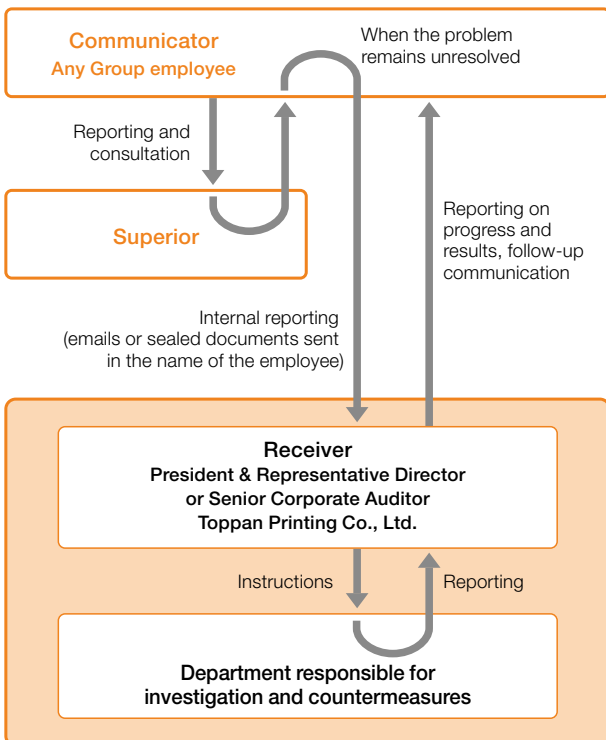 Communicator
Any Group employee
When the problem
remains unresolved
Reporting and
consultation
Superior
Reporting on
progress and
results, follow-up
communication
Internal reporting
(emails or sealed documents sent
in the name of the employee)
Receiver
President & Representative Director
or Senior Corporate Auditor
Toppan Printing Co., Ltd.
Instructions
Reporting
Department responsible for
investigation and countermeasures